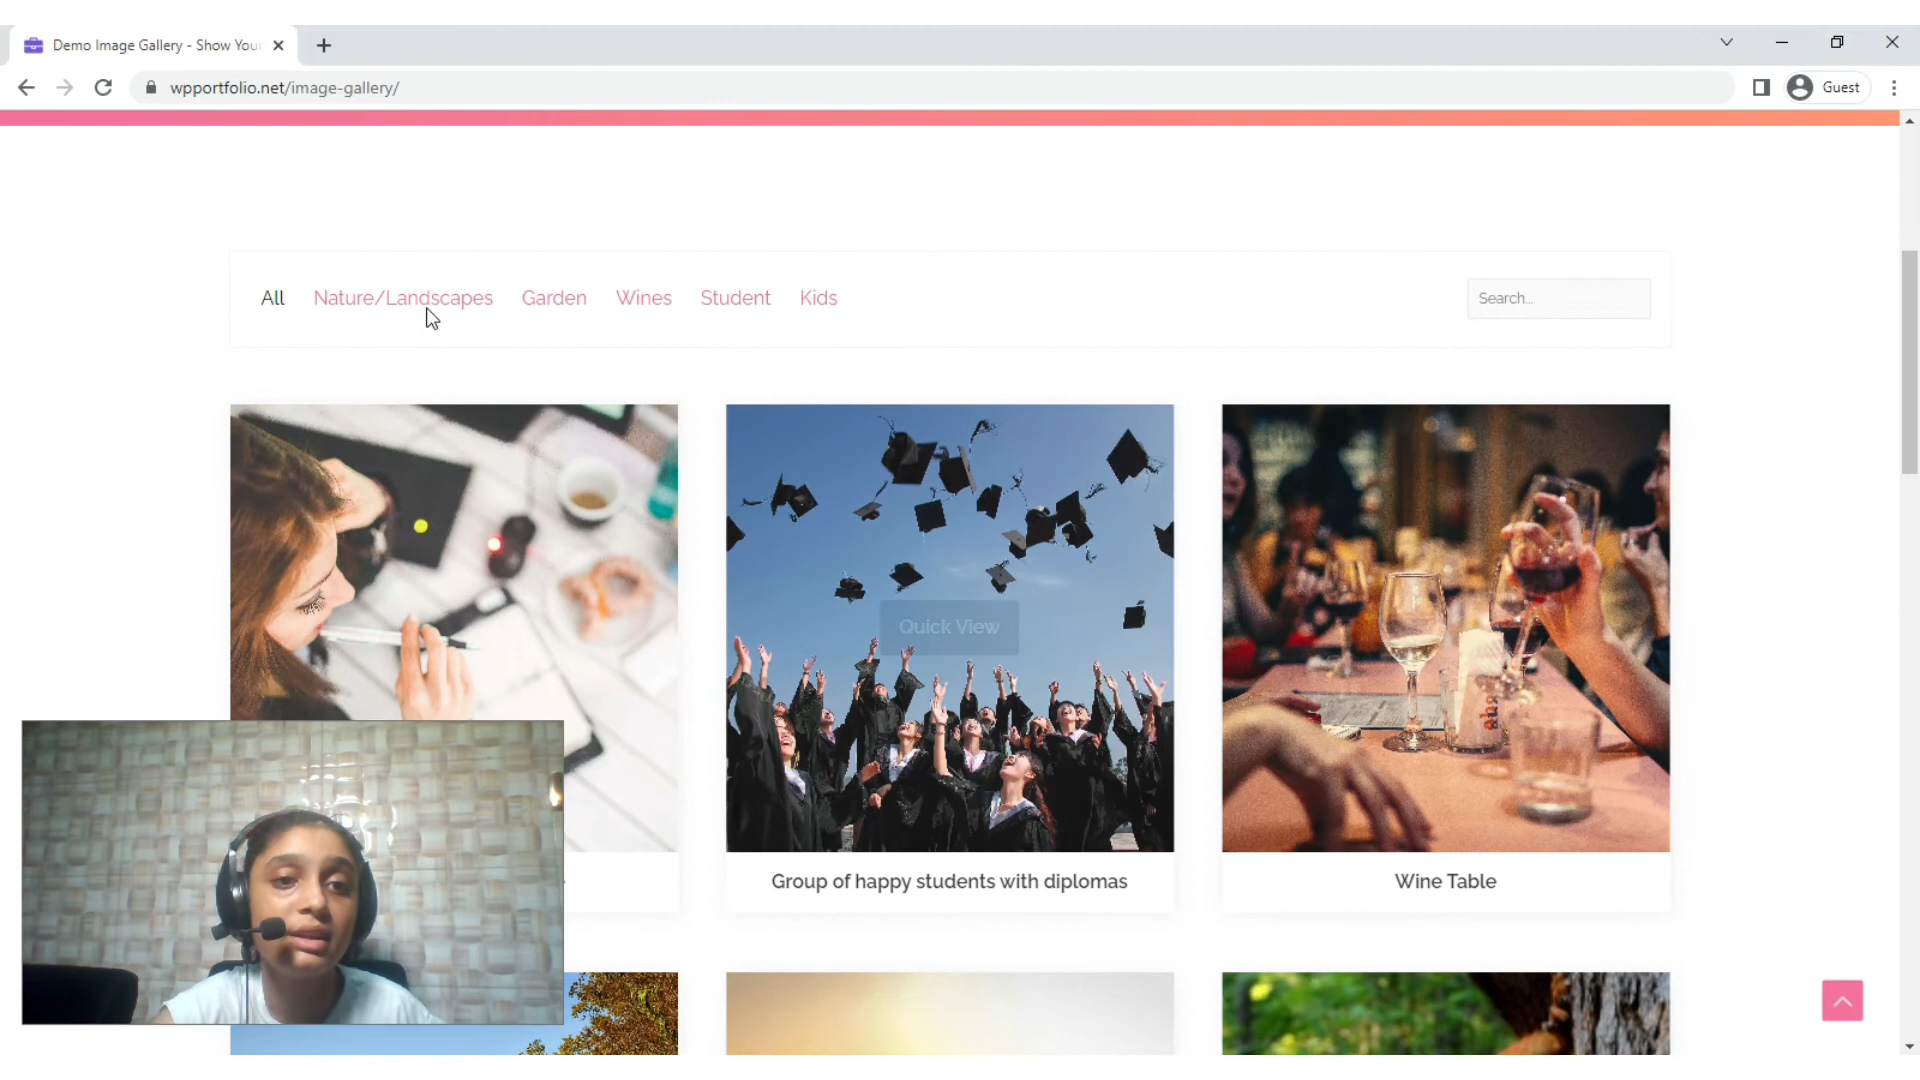 Demo Image Gallery - Show You
wpportfolio.net/image-gallery/
Guest
All Nature/Landscapes Garden Wines Student Kids
Search...
Quick View
Group of happy students with diplomas
Wine Table